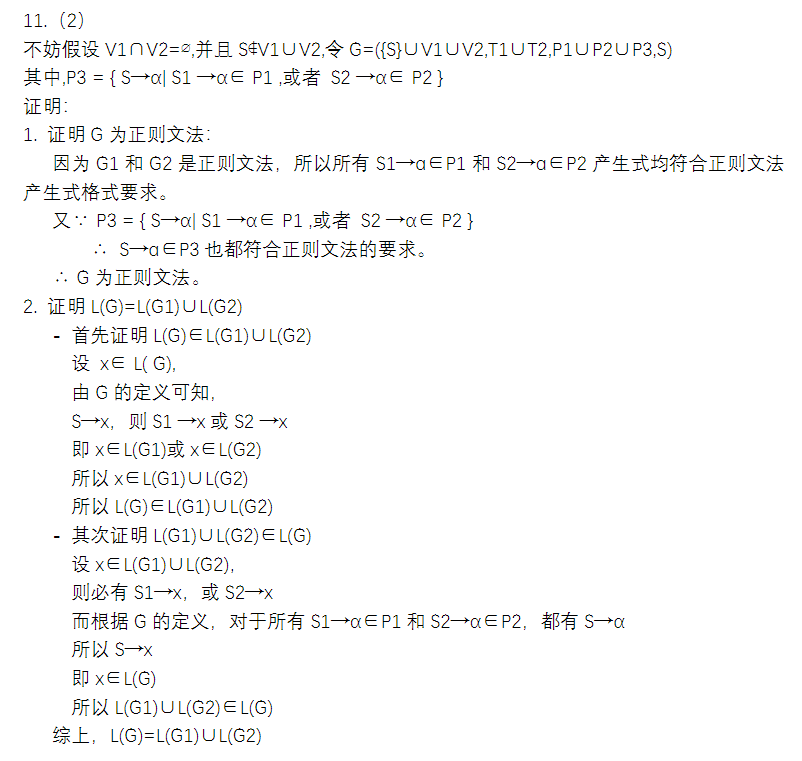 11.（2）
不妨假设 V1∩V2=∅,并且 S∉V1∪V2,令 G=({S}∪V1∪V2,T1∪T2,P1∪P2∪P3,S)
其中,P3 = { S→α| S1 →α∈ P1 ,或者 S2 →α∈ P2 }
证明：
1. 证明 G 为正则文法：
因为 G1 和 G2 是正则文法，所以所有 S1→ɑ∈P1 和 S2→ɑ∈P2 产生式均符合正则文法
产生式格式要求。
又∵ P3 = { S→α| S1 →α∈ P1 ,或者 S2 →α∈ P2 }
∴ S→ɑ∈P3 也都符合正则文法的要求。
∴ G 为正则文法。
2. 证明 L(G)=L(G1)∪L(G2)
- 首先证明 L(G)∈L(G1)∪L(G2)
设 x∈ L( G),
由 G 的定义可知，
S→x，则 S1 →x 或 S2 →x
即 x∈L(G1)或 x∈L(G2)
所以 x∈L(G1)∪L(G2)
所以 L(G)∈L(G1)∪L(G2)
- 其次证明 L(G1)∪L(G2)∈L(G)
设 x∈L(G1)∪L(G2),
则必有 S1→x，或 S2→x
而根据 G 的定义，对于所有 S1→α∈P1 和 S2→α∈P2，都有 S→α
所以 S→x
即 x∈L(G)
所以 L(G1)∪L(G2)∈L(G)
综上，L(G)=L(G1)∪L(G2)